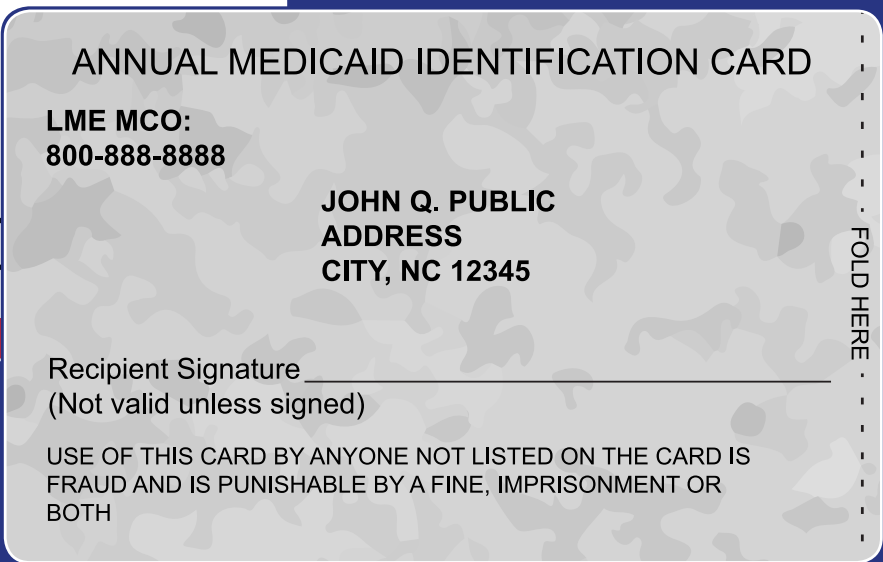 ANNUAL MEDICAID IDENTIFICATION CARD
LME MCO:
800-888-8888
JOHN Q. PUBLIC
ADDRESS
CITY, NC 12345
Recipient Signature
(Not valid unless signed)
USE OF THIS CARD BY ANYONE NOT LISTED ON THE CARD IS
FRAUD AND IS PUNISHABLE BY A FINE, IMPRISONMENT OR
BOTH
FOLD HERE